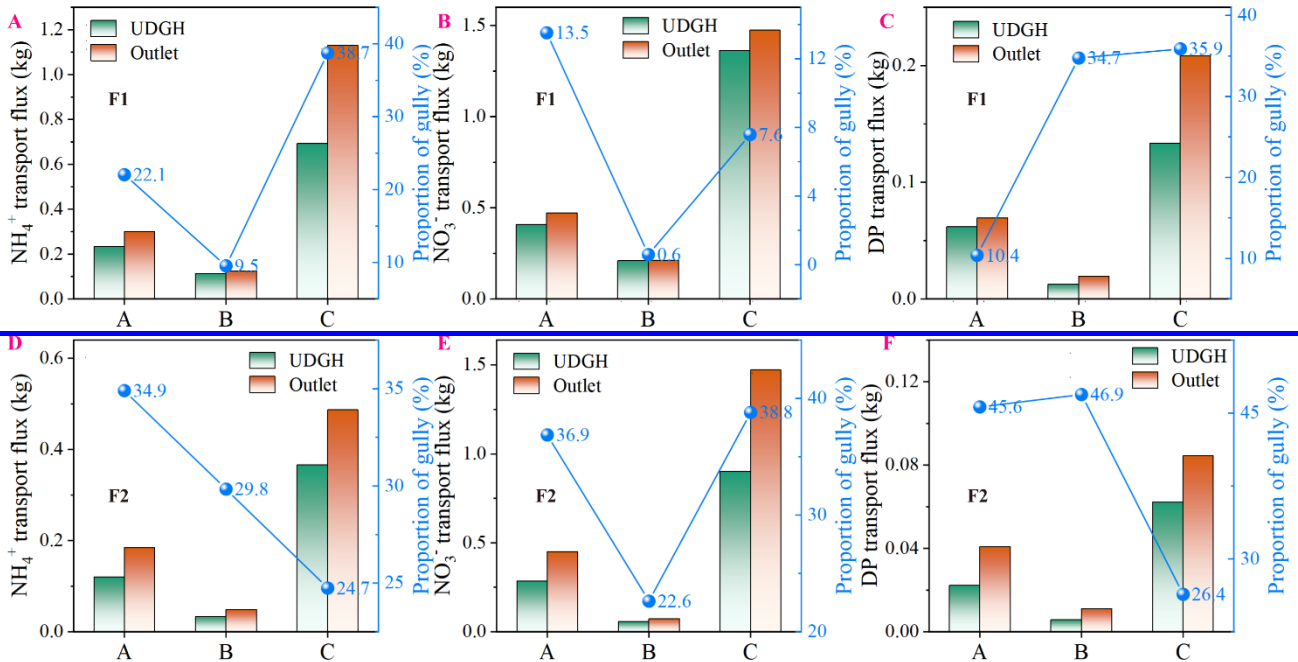 A
NH₄⁺ transport flux (kg)
1.2
1.1
0.9
0.8
0.6
0.5
0.3
0.2
0.0
UDGH
Outlet
F1
22.1
9.5
38.7
A
B
C
40
30
20
10
Proportion of gully (%)
B
NO₃⁻ transport flux (kg)
1.5
1.0
0.5
0.0
UDGH
Outlet
F1
13.5
0.6
7.6
A
B
C
12
8
4
0
Proportion of gully (%)
C
DP transport flux (kg)
0.2
0.1
0.0
UDGH
Outlet
F1
10.4
34.7
35.9
A
B
C
40
35
30
25
20
15
10
Proportion of gully (%)
D
NH₄⁺ transport flux (kg)
0.6
0.4
0.2
0.0
UDGH
Outlet
F2
34.9
29.8
24.7
A
B
C
35
30
25
Proportion of gully (%)
E
NO₃⁻ transport flux (kg)
1.5
1.0
0.5
0.0
UDGH
Outlet
F2
36.9
22.6
38.8
A
B
C
40
30
20
Proportion of gully (%)
F
DP transport flux (kg)
0.12
0.08
0.04
0.00
UDGH
Outlet
F2
45.6
46.9
26.4
A
B
C
45
30
Proportion of gully (%)